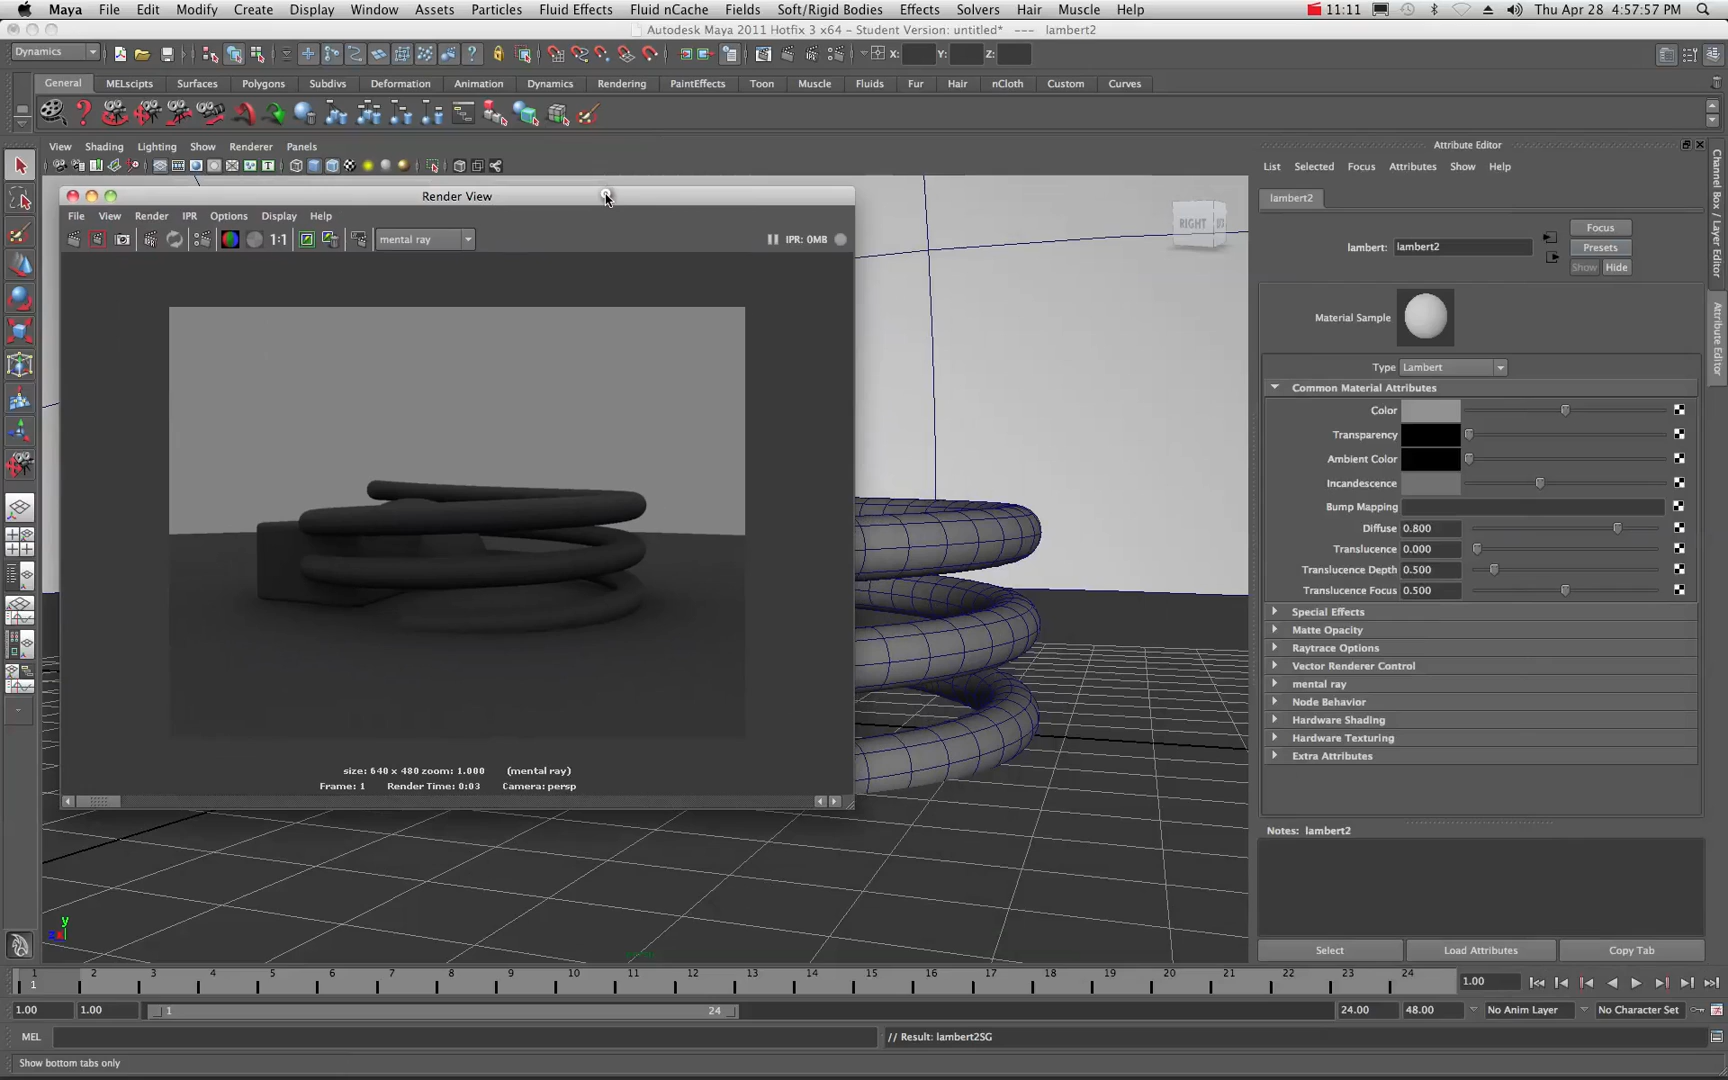 Maya File Edit Modify Create Display Window Assets Particles Fluid Effects Fluid nCache Fields Soft/Rigid Bodies Effects Solvers Hair Muscle Help 11:11 Thu Apr 28 4:57:57 PM
Autodesk Maya 2011 Hotfix 3 x64 - Student Version: untitled* --- lambert2
Dynamics X: Y: Z:
General MELscipts Surfaces Polygons Subdivs Deformation Animation Dynamics Rendering PaintEffects Toon Muscle Fluids Fur Hair nCloth Custom Curves
View Shading Lighting Show Renderer Panels
Render View
File View Render IPR Options Display Help
1:1 mental ray IPR: 0MB
RIGHT
size: 640 x 480 zoom: 1.000 (mental ray)
Frame: 1 Render Time: 0:03 Camera: persp
y
z x
Attribute Editor
List Selected Focus Attributes Show Help
lambert2
lambert: lambert2
Focus
Presets
Show Hide
Material Sample
Type Lambert
Common Material Attributes
Color
Transparency
Ambient Color
Incandescence
Bump Mapping
Diffuse 0.800
Translucence 0.000
Translucence Depth 0.500
Translucence Focus 0.500
Special Effects
Matte Opacity
Raytrace Options
Vector Renderer Control
mental ray
Node Behavior
Hardware Shading
Hardware Texturing
Extra Attributes
Notes: lambert2
Select Load Attributes Copy Tab
Channel Box / Layer Editor
Attribute Editor
1 2 3 4 5 6 7 8 9 10 11 12 13 14 15 16 17 18 19 20 21 22 23 24
1 1.00
1.00 1.00 1 24 24.00 48.00 No Anim Layer No Character Set
MEL // Result: lambert2SG
Show bottom tabs only